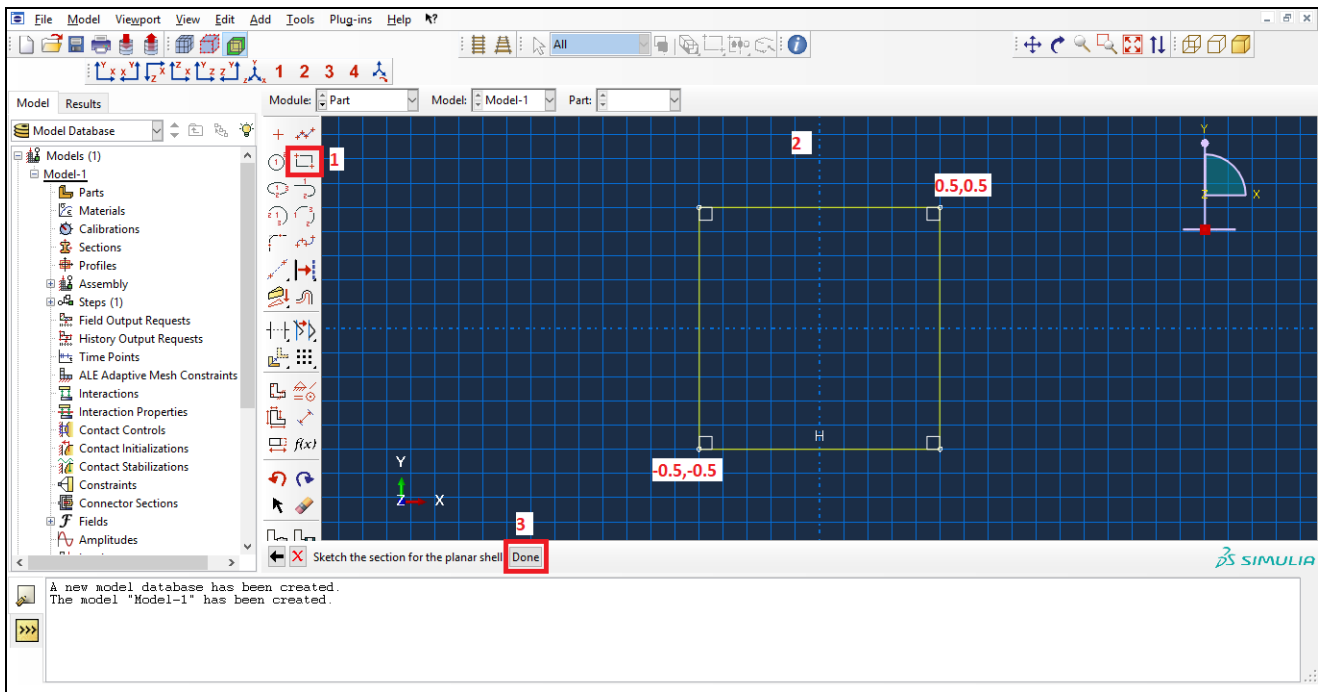 File Model Viewport View Edit Add Tools Plug-ins Help
All
1 2 3 4
Model Results
Module: Part Model: Model-1 Part:
Model Database
Models (1)
Model-1
Parts
Materials
Calibrations
Sections
Profiles
Assembly
Steps (1)
Field Output Requests
History Output Requests
Time Points
ALE Adaptive Mesh Constraints
Interactions
Interaction Properties
Contact Controls
Contact Initializations
Contact Stabilizations
Constraints
Connector Sections
Fields
Amplitudes
f(x)
1
2
0.5,0.5
-0.5,-0.5
H
Y
Z X
Y
Z X
3
Sketch the section for the planar shell Done
SIMULIA
A new model database has been created.
The model "Model-1" has been created.
>>>